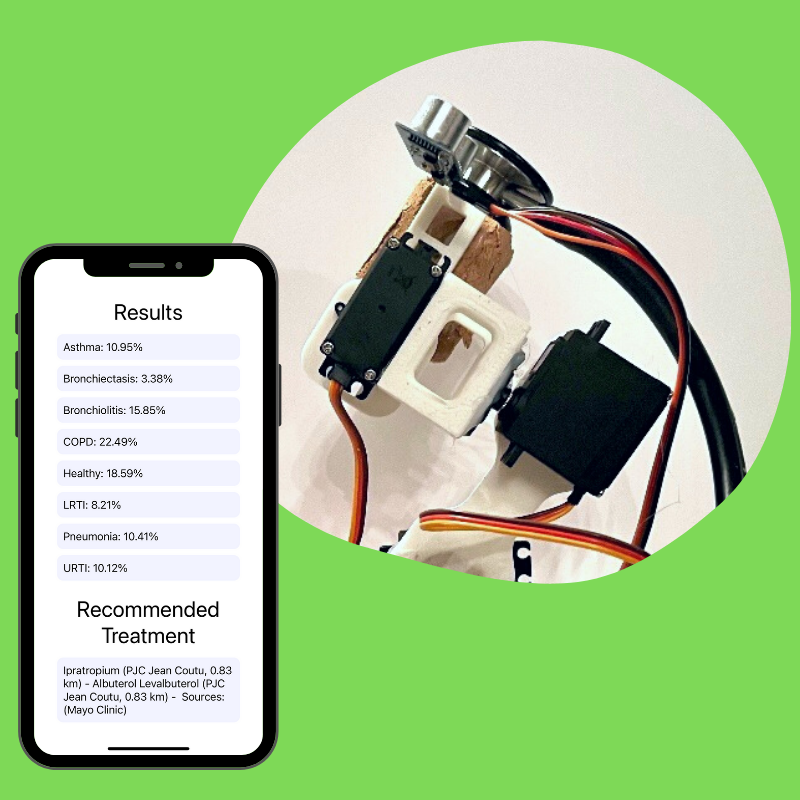 Results
Asthma: 10.95%
Bronchiectasis: 3.38%
Bronchiolitis: 15.85%
COPD: 22.49%
Healthy: 18.59%
LRTI: 8.21%
Pneumonia: 10.41%
URTI: 10.12%
Recommended
Treatment
Ipratropium (PJC Jean Coutu, 0.83
km) - Albuterol Levalbuterol (PJC
Jean Coutu, 0.83 km) -  Sources:
(Mayo Clinic)